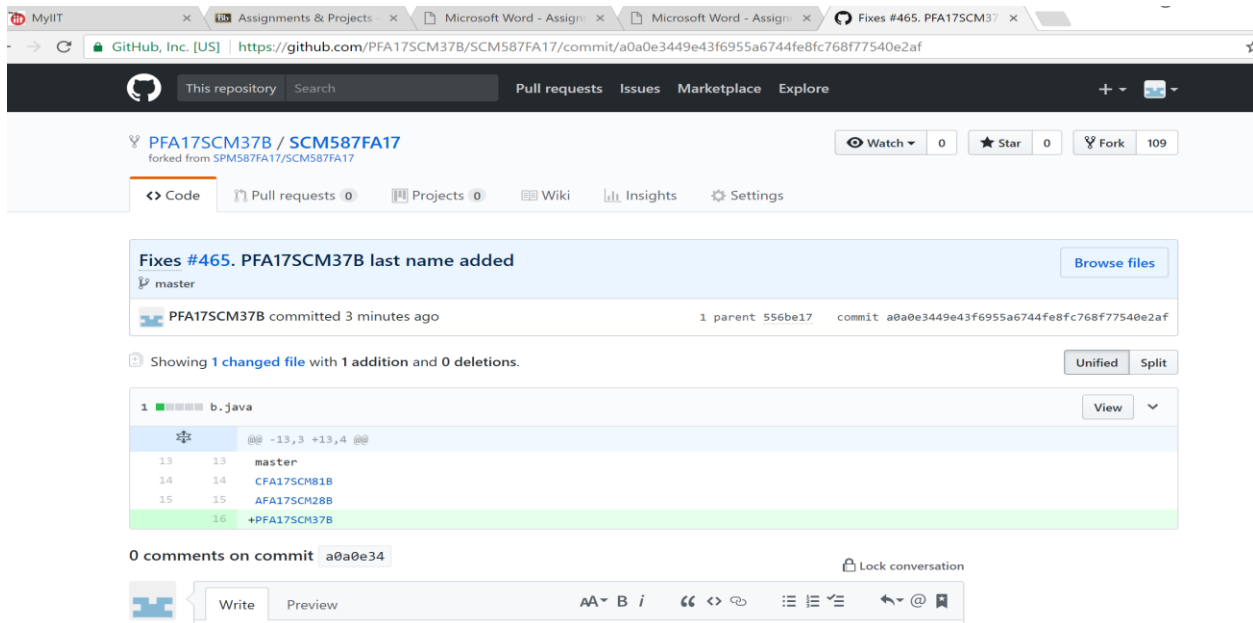 MyIIT × Assignments & Projects - × Microsoft Word - Assign × Microsoft Word - Assign × Fixes #465. PFA17SCM37 ×
GitHub, Inc. [US] https://github.com/PFA17SCM37B/SCM587FA17/commit/a0a0e3449e43f6955a6744fe8fc768f77540e2af
This repository Search Pull requests Issues Marketplace Explore
PFA17SCM37B / SCM587FA17 Watch 0 Star 0 Fork 109
forked from SPM587FA17/SCM587FA17
<> Code Pull requests 0 Projects 0 Wiki Insights Settings
Fixes #465. PFA17SCM37B last name added Browse files
master
PFA17SCM37B committed 3 minutes ago 1 parent 556be17 commit a0a0e3449e43f6955a6744fe8fc768f77540e2af
Showing 1 changed file with 1 addition and 0 deletions. Unified Split
1 b.java View
@@ -13,3 +13,4 @@
13 13 master
14 14 CFA17SCM81B
15 15 AFA17SCM28B
16 +PFA17SCM37B
0 comments on commit a0a0e34 Lock conversation
Write Preview AA B i “ <> @